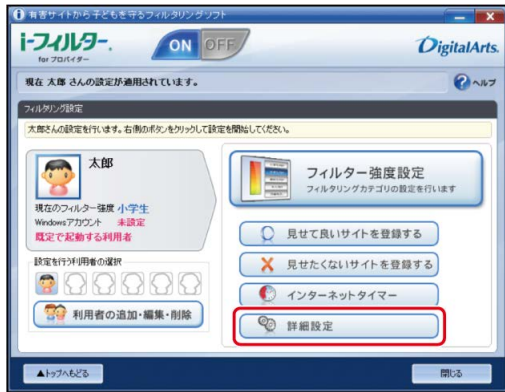 有害サイトから子どもを守るフィルタリングソフト
i-フィルター.
for プロバイダー
ON OFF
DigitalArts.
現在 太郎 さんの設定が適用されています。
ヘルプ
フィルタリング設定
太郎さんの設定を行います。右側のボタンをクリックして設定を開始してください。
太郎
現在のフィルター強度 小学生
Windowsアカウント 未設定
既定で起動する利用者
設定を行う利用者の選択
利用者の追加・編集・削除
フィルター強度設定
フィルタリングカテゴリの設定を行います
見せて良いサイトを登録する
見せたくないサイトを登録する
インターネットタイマー
詳細設定
▲トップへもどる
閉じる